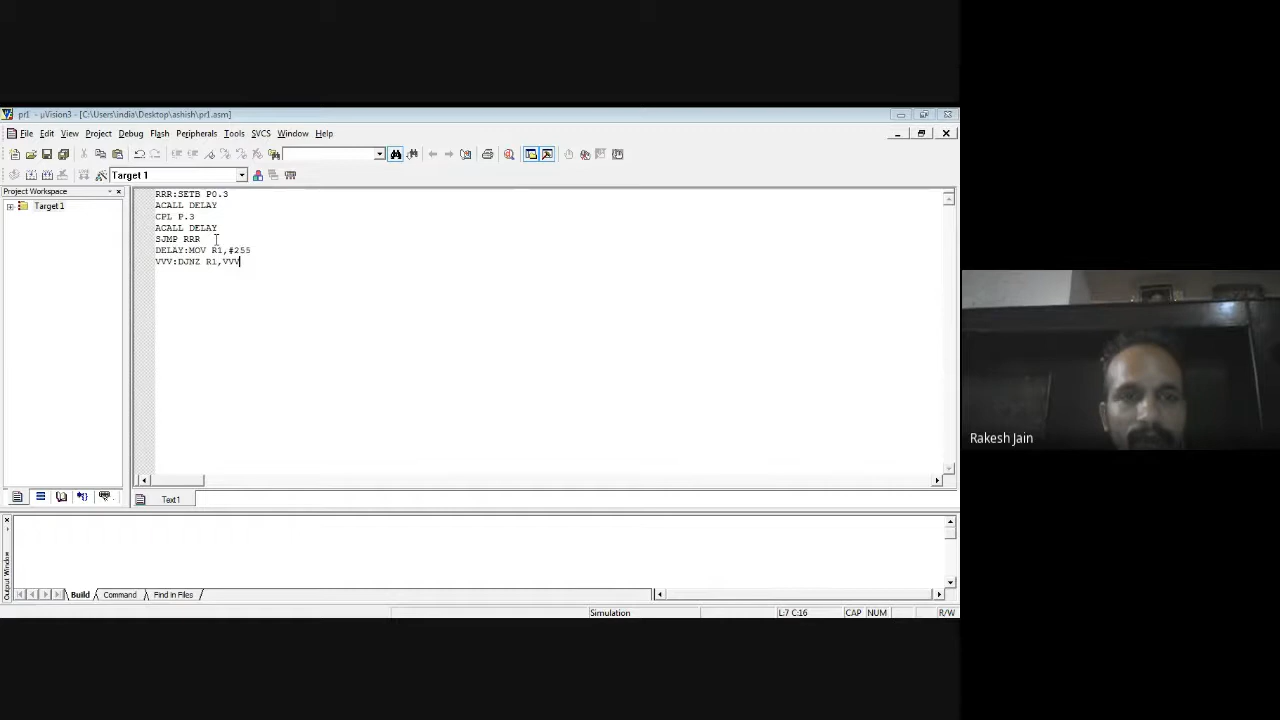 pr1 - µVision3 - [C:\Users\india\Desktop\ashish\pr1.asm]
File Edit View Project Debug Flash Peripherals Tools SVCS Window Help
Target 1
Project Workspace
Target 1
RRR:SETB P0.3
ACALL DELAY
CPL P.3
ACALL DELAY
SJMP RRR
DELAY:MOV R1,#255
VVV:DJNZ R1,VVV
Text1
Output Window
Build Command Find in Files
Simulation L:7 C:16 CAP NUM R/W
Rakesh Jain